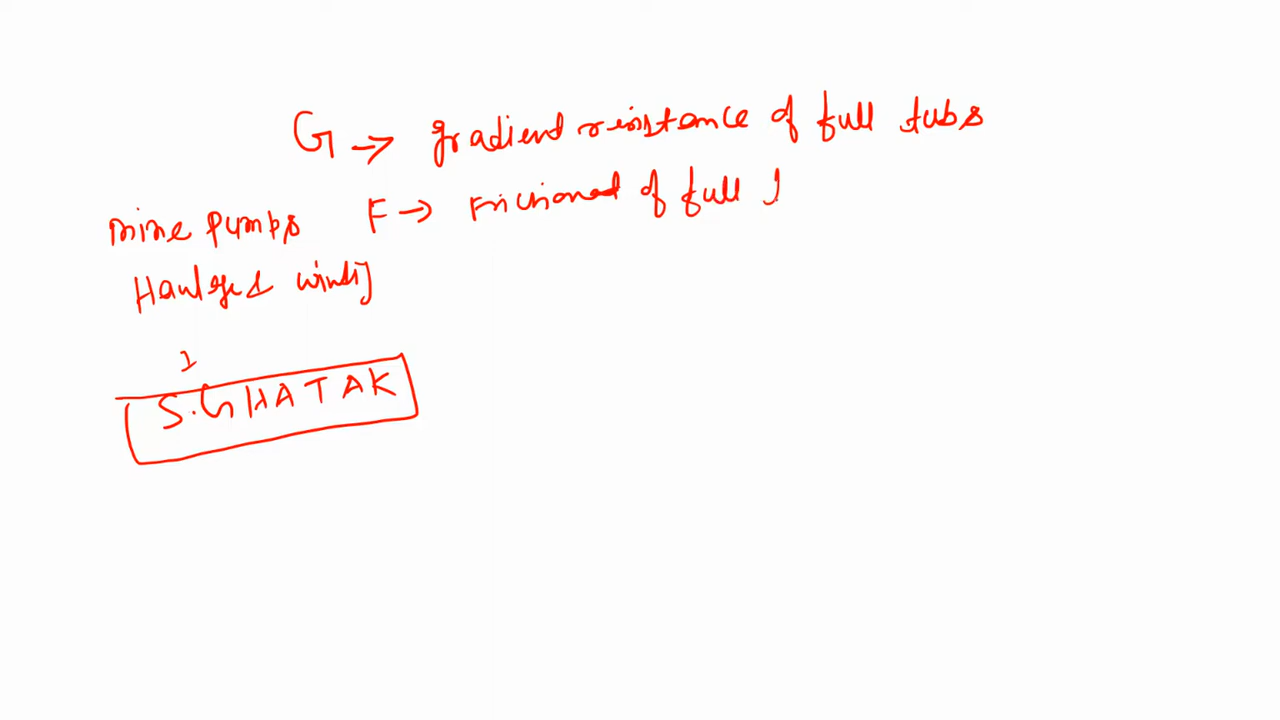 G → gradient resistance of full tubs
F → Frictional of full
mine pumps
Haulage & winding
I
S. GHATAK